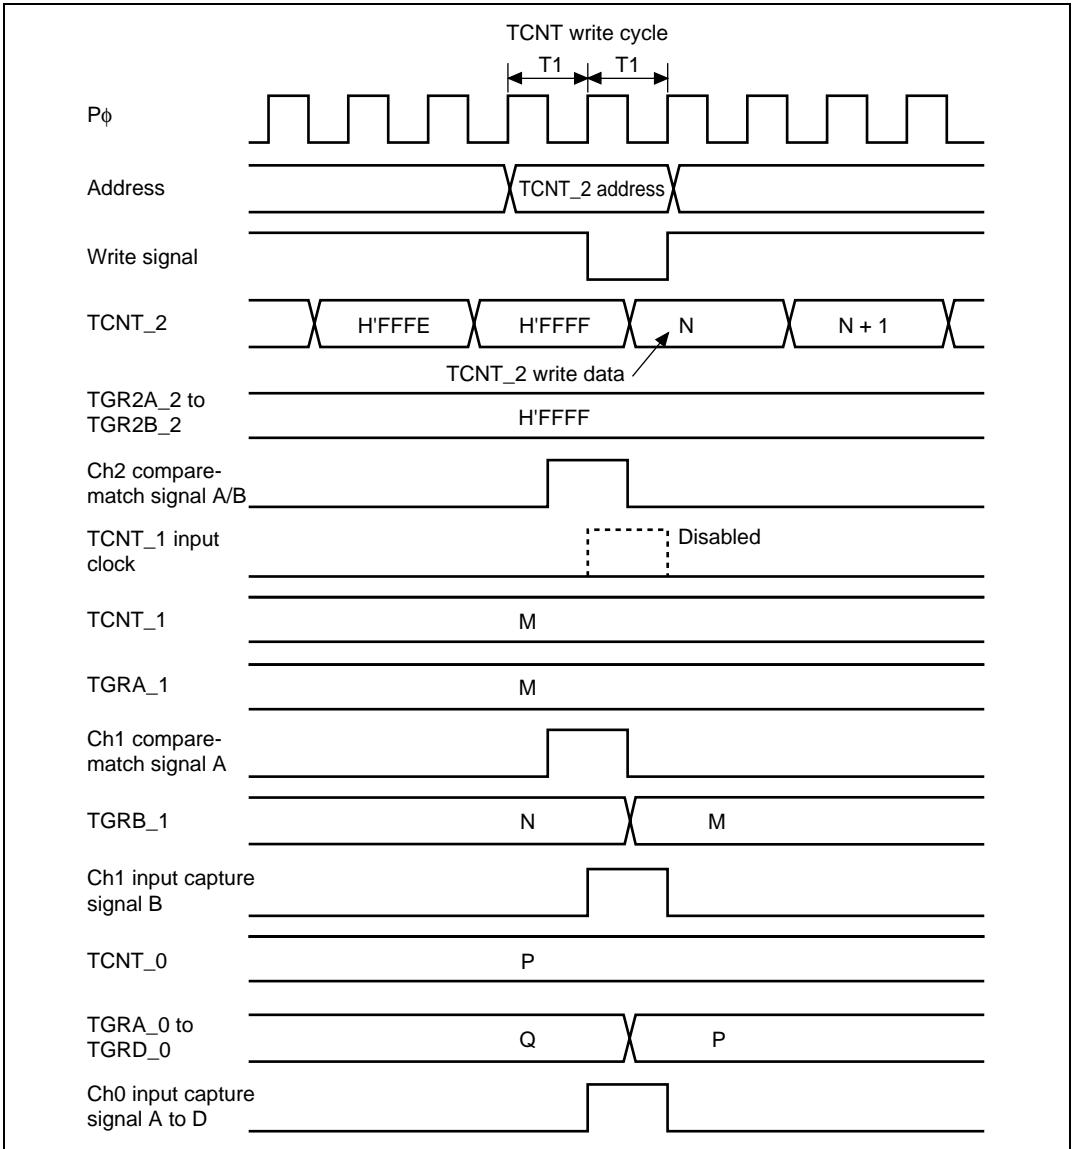 TCNT write cycle
T1 T1
Pϕ
Address
TCNT_2 address
Write signal
TCNT_2
H'FFFE H'FFFF N N + 1
TCNT_2 write data
TGR2A_2 to
TGR2B_2
H'FFFF
Ch2 compare-
match signal A/B
TCNT_1 input
clock
Disabled
TCNT_1
M
TGRA_1
M
Ch1 compare-
match signal A
TGRB_1
N M
Ch1 input capture
signal B
TCNT_0
P
TGRA_0 to
TGRD_0
Q P
Ch0 input capture
signal A to D